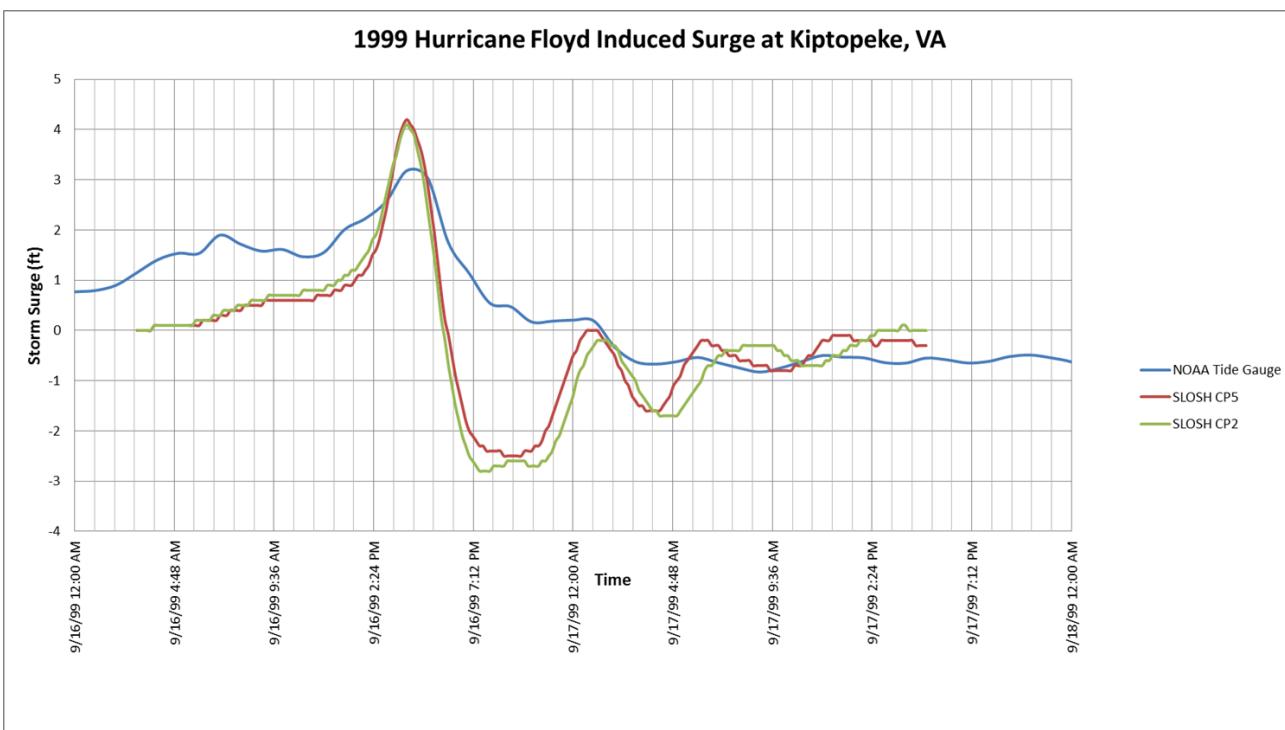 1999 Hurricane Floyd Induced Surge at Kiptopeke, VA
5
4
3
2
1
0
-1
-2
-3
-4
Storm Surge (ft)
9/16/99 12:00 AM
9/16/99 4:48 AM
9/16/99 9:36 AM
9/16/99 2:24 PM
9/16/99 7:12 PM
9/17/99 12:00 AM
9/17/99 4:48 AM
9/17/99 9:36 AM
9/17/99 2:24 PM
9/17/99 7:12 PM
9/18/99 12:00 AM
Time
NOAA Tide Gauge
SLOSH CP5
SLOSH CP2